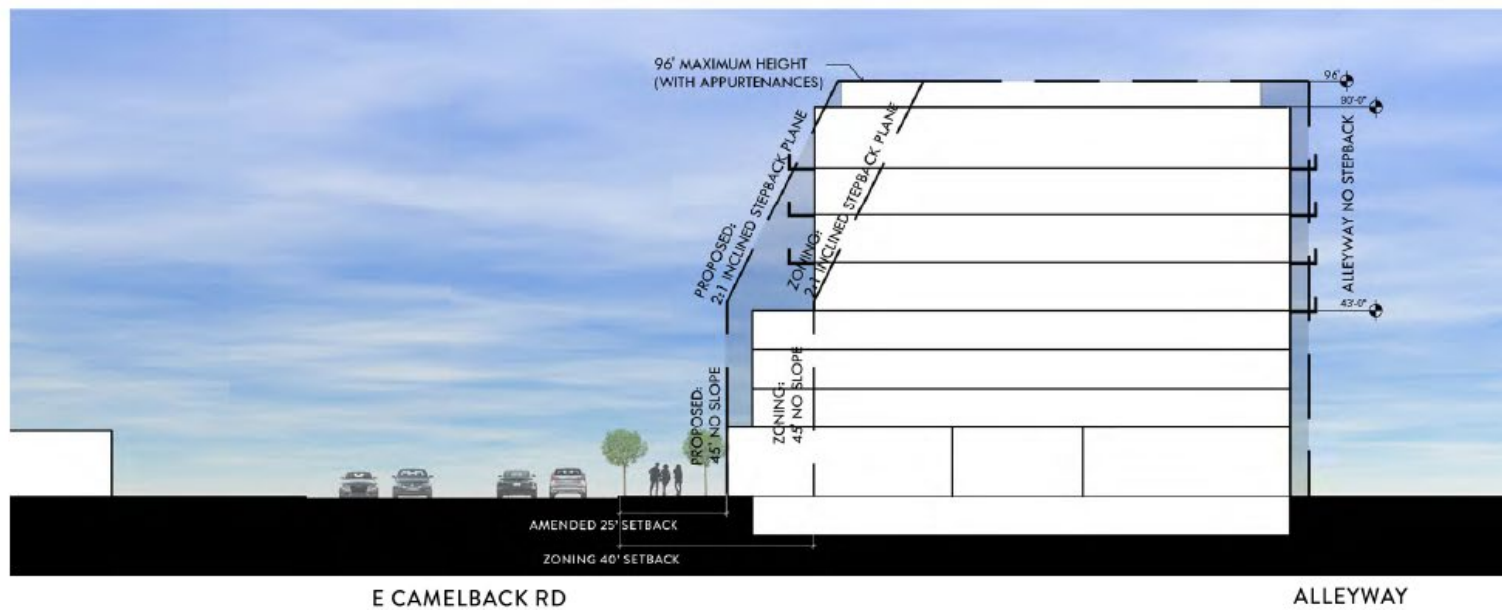 96' MAXIMUM HEIGHT
(WITH APPURTENANCES)
96'
90'-0"
PROPOSED:
2:1 INCLINED STEPBACK PLANE
ZONING:
2:1 INCLINED STEPBACK PLANE
ALLEYWAY NO STEPBACK
43'-0"
PROPOSED:
45' NO SLOPE
ZONING:
45' NO SLOPE
AMENDED 25' SETBACK
ZONING 40' SETBACK
E CAMELBACK RD
ALLEYWAY